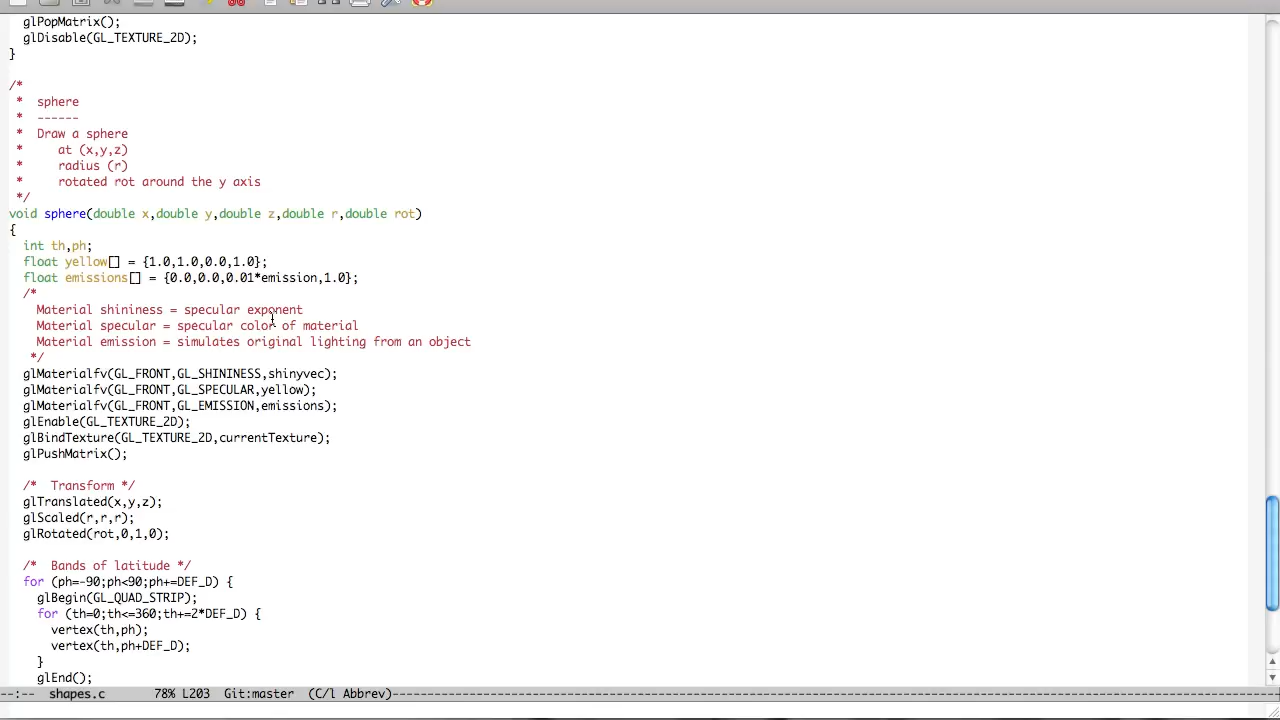 glPopMatrix();
glDisable(GL_TEXTURE_2D);
}
/*
*  sphere
*  ------
*  Draw a sphere
*     at (x,y,z)
*     radius (r)
*     rotated rot around the y axis
*/
void sphere(double x,double y,double z,double r,double rot)
{
int th,ph;
float yellow[] = {1.0,1.0,0.0,1.0};
float emissions[] = {0.0,0.0,0.01*emission,1.0};
/*
Material shininess = specular exponent
Material specular = specular color of material
Material emission = simulates original lighting from an object
*/
glMaterialfv(GL_FRONT,GL_SHININESS,shinyvec);
glMaterialfv(GL_FRONT,GL_SPECULAR,yellow);
glMaterialfv(GL_FRONT,GL_EMISSION,emissions);
glEnable(GL_TEXTURE_2D);
glBindTexture(GL_TEXTURE_2D,currentTexture);
glPushMatrix();
/*  Transform */
glTranslated(x,y,z);
glScaled(r,r,r);
glRotated(rot,0,1,0);
/*  Bands of latitude */
for (ph=-90;ph<90;ph+=DEF_D) {
glBegin(GL_QUAD_STRIP);
for (th=0;th<=360;th+=2*DEF_D) {
vertex(th,ph);
vertex(th,ph+DEF_D);
}
glEnd();
--:--  shapes.c       78% L203  Git:master  (C/l Abbrev)